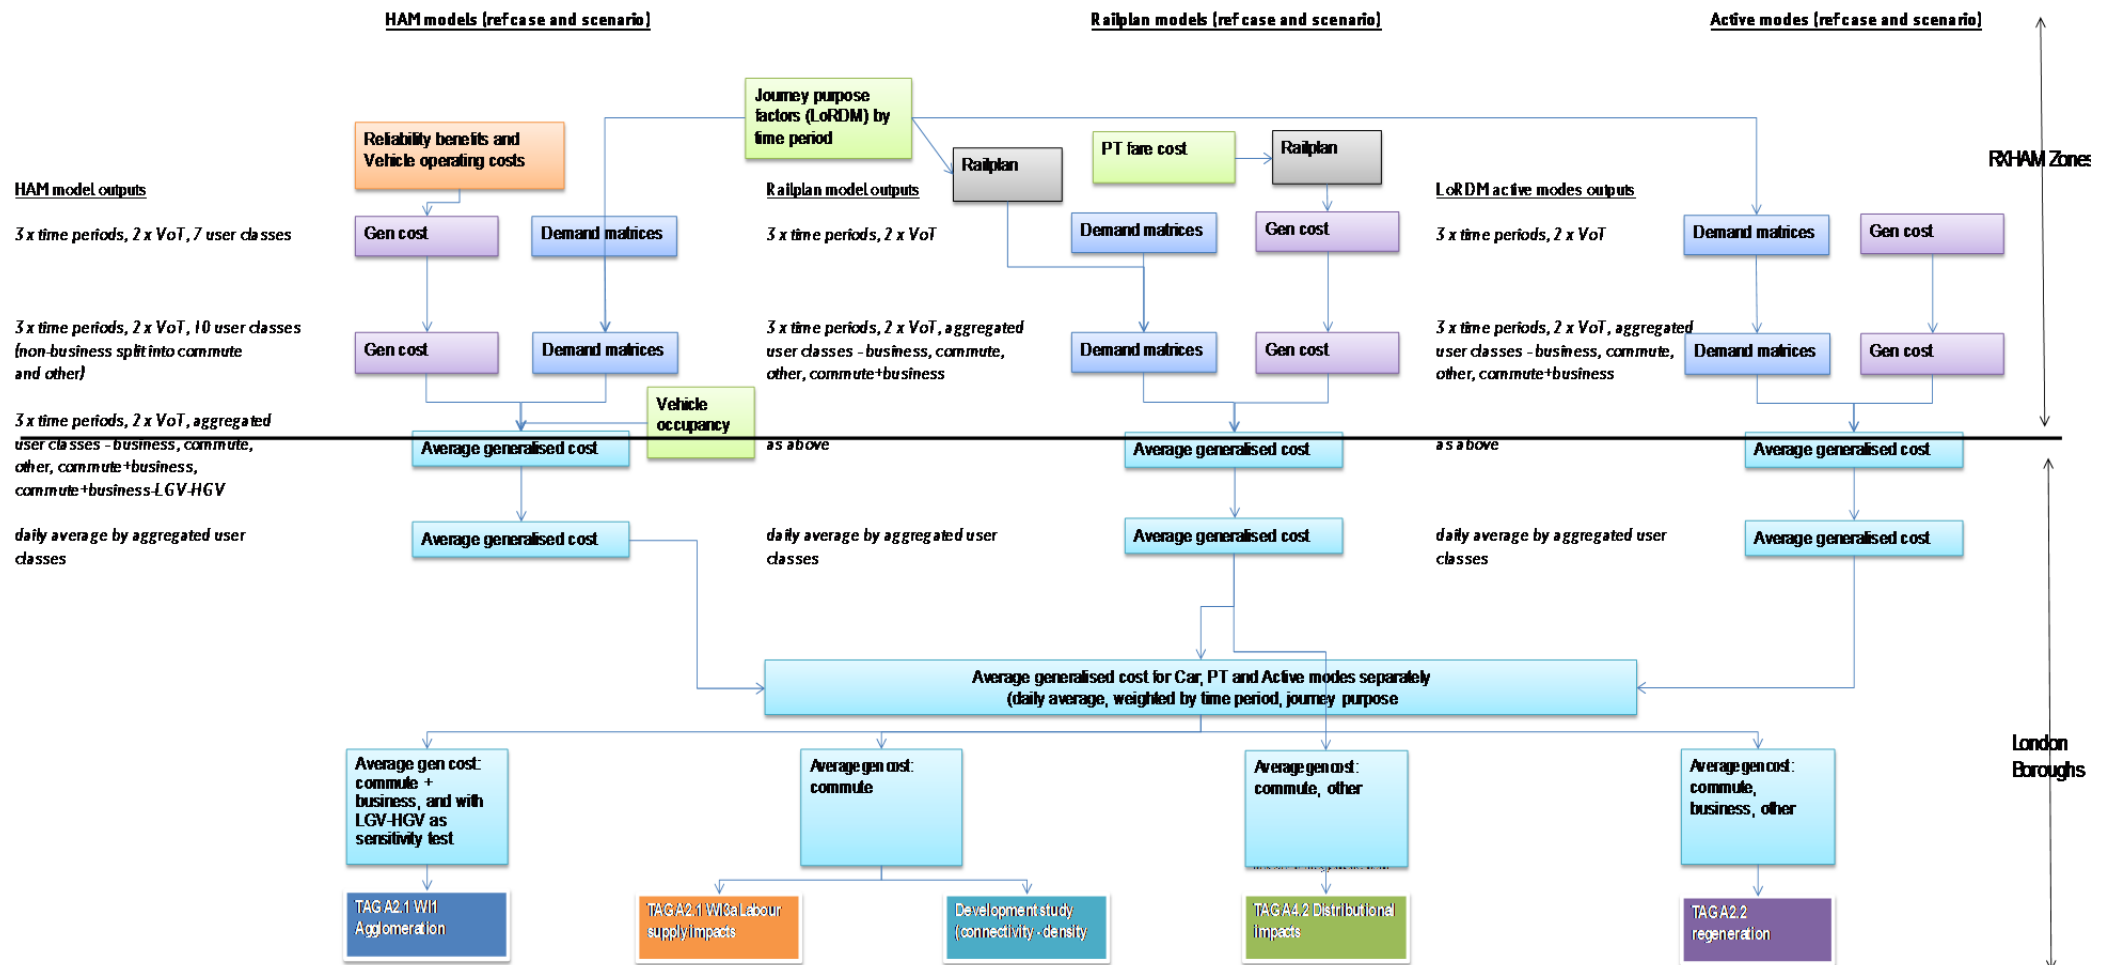 HAM models (ref case and scenario)
Railplan models (ref case and scenario)
Active modes (ref case and scenario)
Journey purpose
factors (LoRDM) by
time period
Reliability benefits and
Vehicle operating costs
Railplan
PT fare cost
Railplan
RXHAM Zones
HAM model outputs
Railplan model outputs
LoRDM active modes outputs
3 x time periods, 2 x VoT, 7 user classes
Gen cost
Demand matrices
3 x time periods, 2 x VoT
Demand matrices
Gen cost
3 x time periods, 2 x VoT
Demand matrices
Gen cost
3 x time periods, 2 x VoT, 10 user classes
(non-business split into commute
and other)
Gen cost
Demand matrices
3 x time periods, 2 x VoT, aggregated
user classes - business, commute,
other, commute+business
Demand matrices
Gen cost
3 x time periods, 2 x VoT, aggregated
user classes - business, commute,
other, commute+business
Demand matrices
Gen cost
Vehicle
occupancy
3 x time periods, 2 x VoT, aggregated
user classes - business, commute,
other, commute+business,
commute+business-LGV-HGV
Average generalised cost
as above
Average generalised cost
as above
Average generalised cost
daily average by aggregated user
classes
Average generalised cost
daily average by aggregated user
classes
Average generalised cost
daily average by aggregated user
classes
Average generalised cost
Average generalised cost for Car, PT and Active modes separately
(daily average, weighted by time period, journey purpose
London
Boroughs
Average gen cost:
commute +
business, and with
LGV-HGV as
sensitivity test
Average gen cost:
commute
Average gen cost:
commute, other
Average gen cost:
commute,
business, other
TAG A2.1 WI1
Agglomeration
TAG A2.1 WI3a Labour
supply impacts
Development study
(connectivity - density
TAG A4.2 Distributional
impacts
TAG A2.2
regeneration